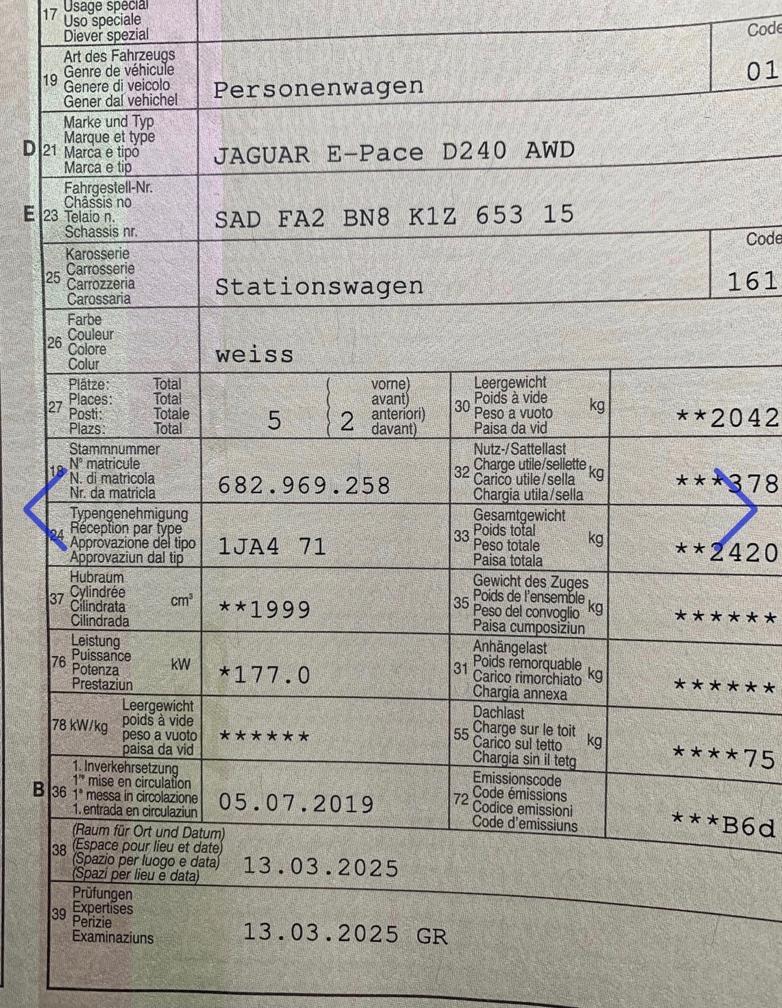 17 Usage spécial
Uso speciale
Diever spezial
19 Art des Fahrzeugs
Genre de véhicule
Genere di veicolo
Gener dal vehichel
Personenwagen
Code
01
D 21 Marke und Typ
Marque et type
Marca e tipo
Marca e tip
JAGUAR E-Pace D240 AWD
E 23 Fahrgestell-Nr.
Châssis no
Telaio n.
Schassis nr.
SAD FA2 BN8 K1Z 653 15
25 Karosserie
Carrosserie
Carrozzeria
Carossaria
Stationswagen
Code
161
26 Farbe
Couleur
Colore
Colur
weiss
27 Plätze: Total
Places: Total
Posti: Totale
Plazs: Total
5 ( 2 vorne)
avant)
anteriori)
davant)
30 Leergewicht
Poids à vide
Peso a vuoto
Paisa da vid
kg
**2042
18 Stammnummer
N° matricule
N. di matricola
Nr. da matricla
682.969.258
32 Nutz-/Sattellast
Charge utile/sellette
Carico utile/sella
Chargia utila/sella
kg
***378
24 Typengenehmigung
Réception par type
Approvazione del tipo
Approvaziun dal tip
1JA4 71
33 Gesamtgewicht
Poids total
Peso totale
Paisa totala
kg
**2420
37 Hubraum
Cylindrée
Cilindrata
Cilindrada
cm³
**1999
35 Gewicht des Zuges
Poids de l'ensemble
Peso del convoglio
Paisa cumposiziun
kg
******
76 Leistung
Puissance
Potenza
Prestaziun
kW
*177.0
31 Anhängelast
Poids remorquable
Carico rimorchiato
Chargia annexa
kg
******
78 kW/kg Leergewicht
poids à vide
peso a vuoto
paisa da vid
******
55 Dachlast
Charge sur le toit
Carico sul tetto
Chargia sin il tetg
kg
****75
B 36 1. Inverkehrsetzung
1re mise en circulation
1a messa in circolazione
1. entrada en circulaziun
05.07.2019
72 Emissionscode
Code émissions
Codice emissioni
Code d'emissiuns
***B6d
38 (Raum für Ort und Datum)
(Espace pour lieu et date)
(Spazio per luogo e data)
(Spazi per lieu e data)
13.03.2025
39 Prüfungen
Expertises
Perizie
Examinaziuns
13.03.2025 GR